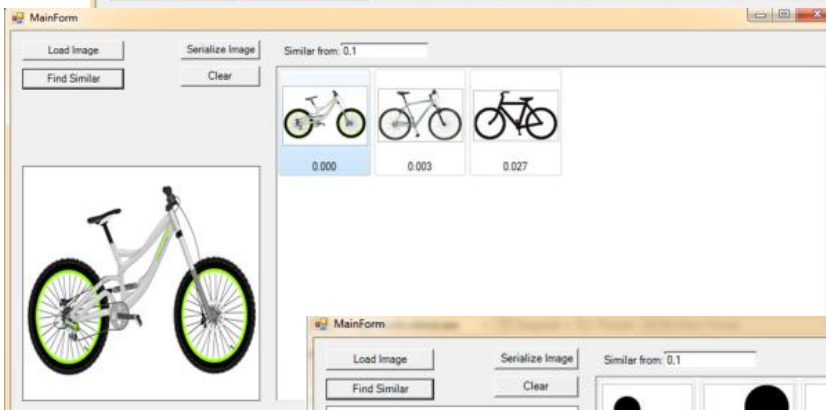 MainForm
Load Image Serialize Image Similar from: 0,1
Find Similar Clear
0.000 0.003 0.027
MainForm
Load Image Serialize Image Similar from: 0,1
Find Similar Clear